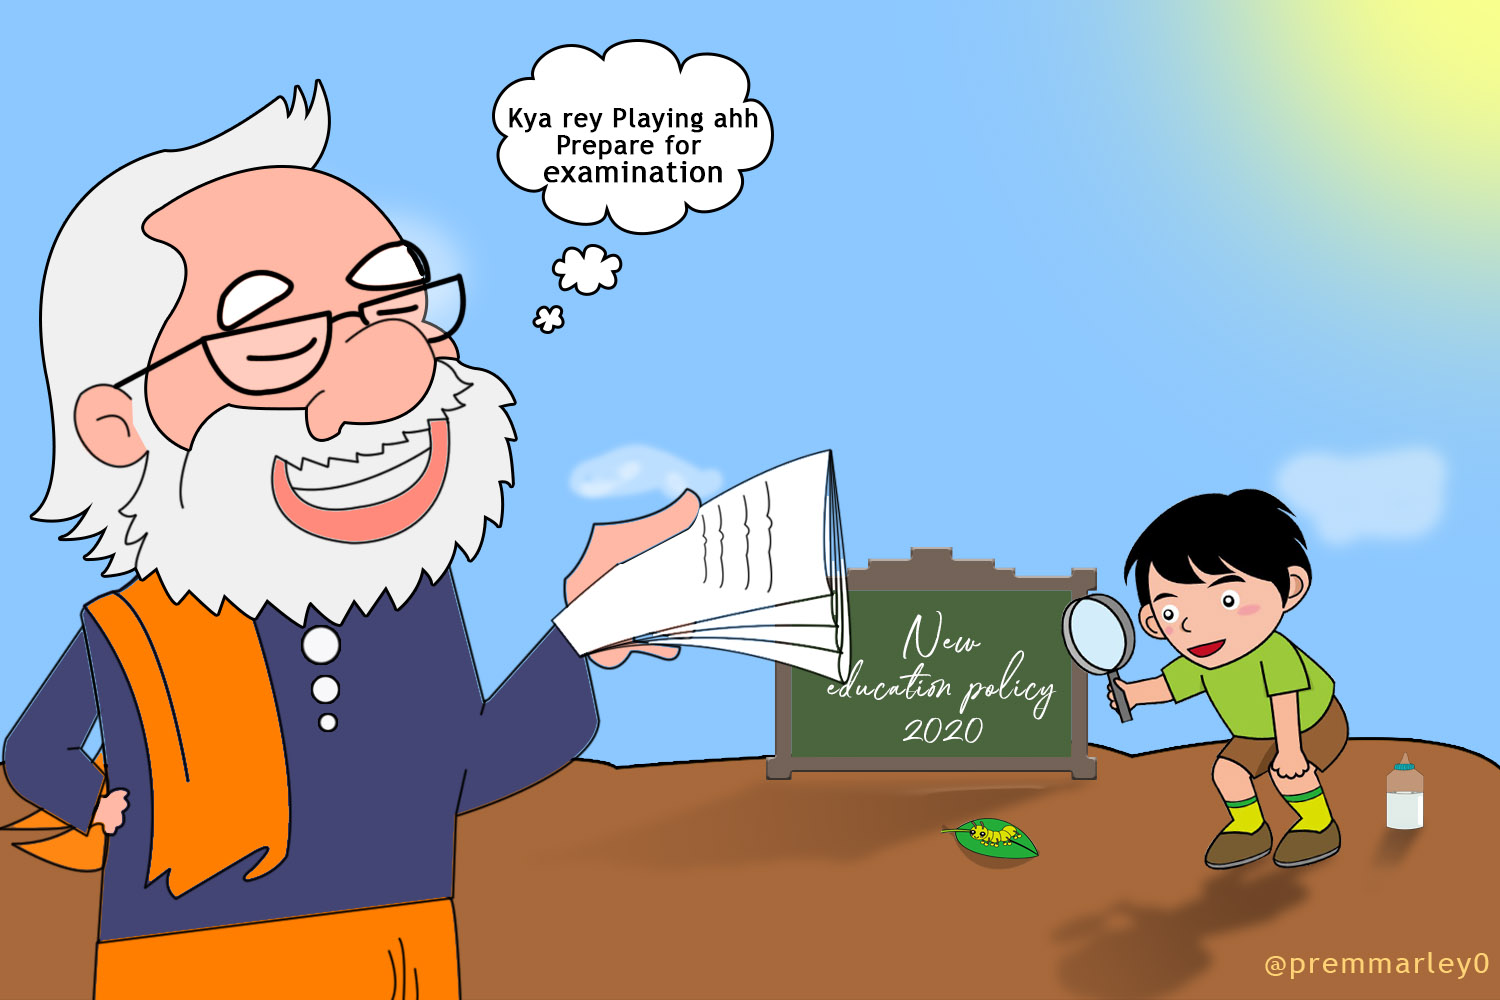 Kya rey Playing ahh
Prepare for
examination
New
education policy
2020
@premmarley0